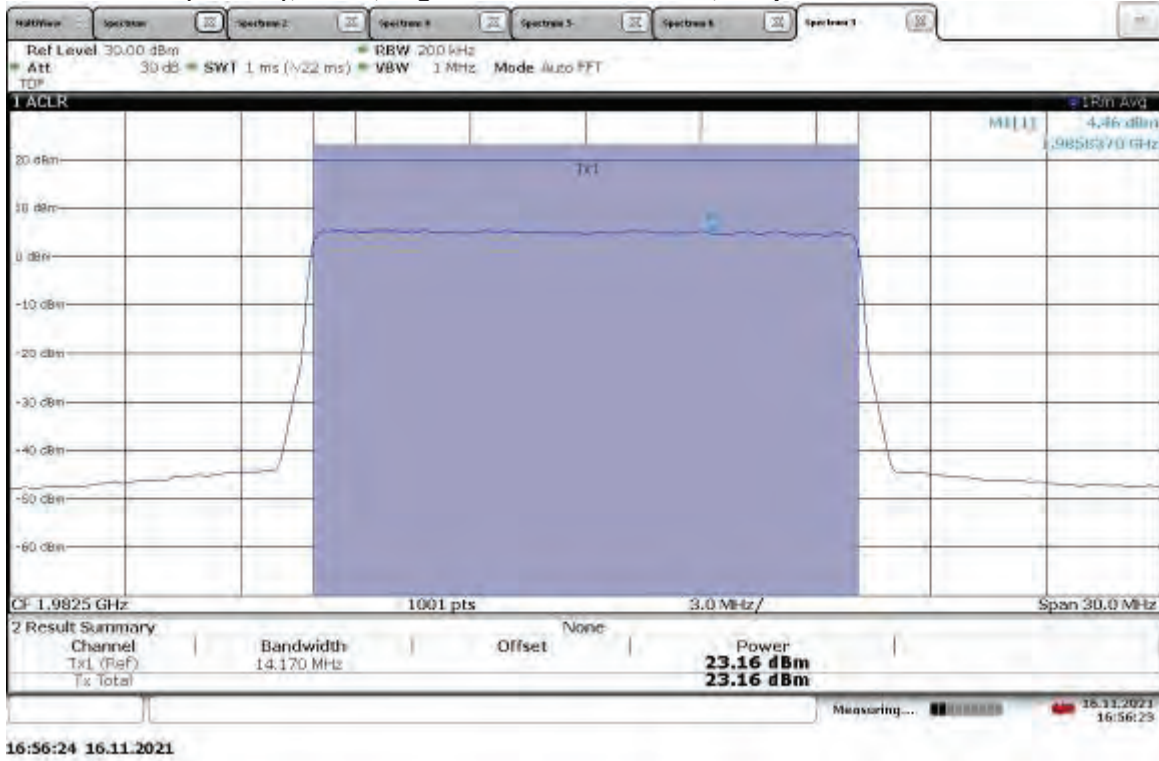 MultiView Spectrum Spectrum 2 Spectrum 4 Spectrum 5 Spectrum 6 Spectrum 3
Ref Level 30.00 dBm RBW 200 kHz
Att 30 dB SWT 1 ms (~22 ms) VBW 1 MHz Mode Auto FFT
TDF
1 ACLR 1Rm Avg
M1[1] 4.46 dBm
1.9858370 GHz
20 dBm
Tx1
10 dBm
0 dBm
-10 dBm
-20 dBm
-30 dBm
-40 dBm
-50 dBm
-60 dBm
CF 1.9825 GHz 1001 pts 3.0 MHz/ Span 30.0 MHz
2 Result Summary None
Channel Bandwidth Offset Power
Tx1 (Ref) 14.170 MHz 23.16 dBm
Tx Total 23.16 dBm
Measuring... 16.11.2021
16:56:23
16:56:24 16.11.2021